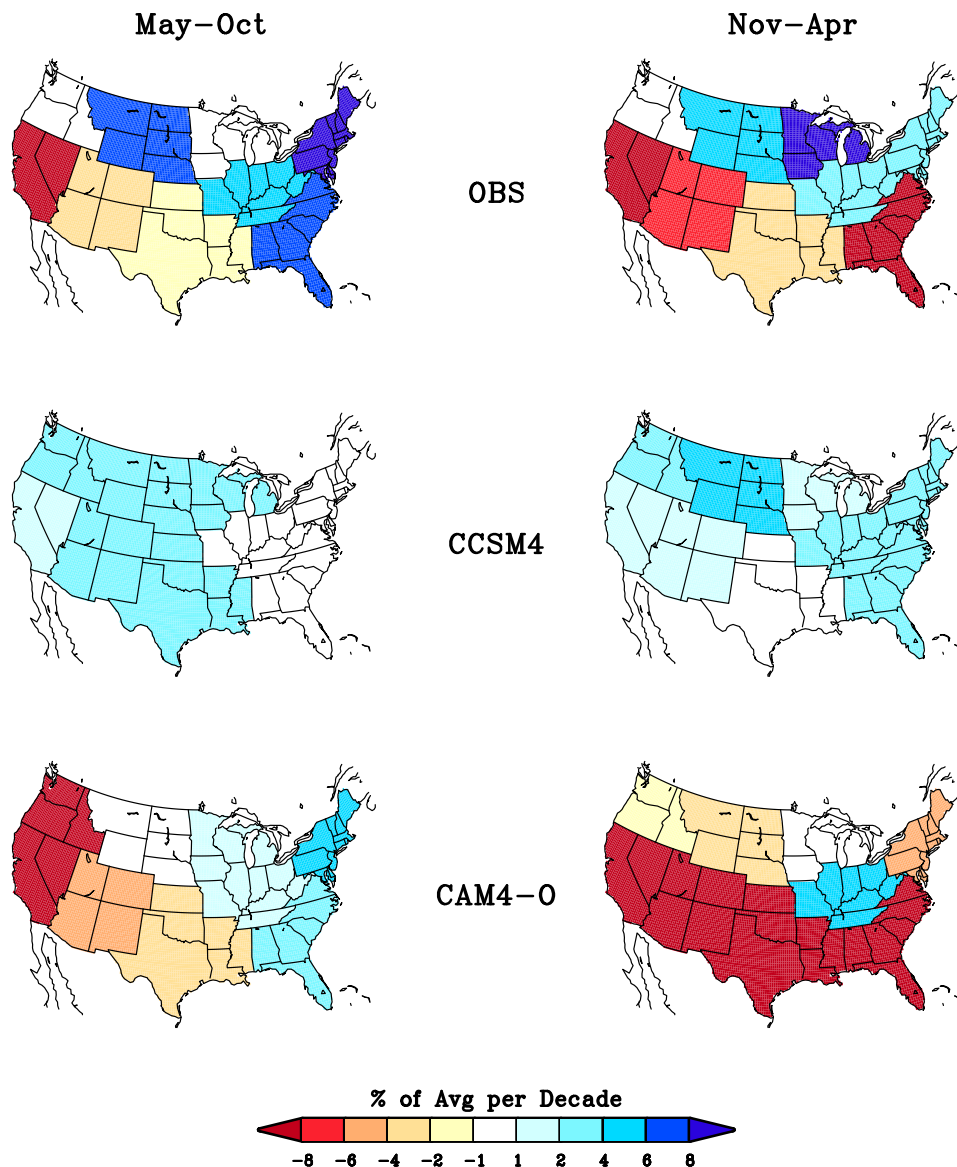 May-Oct Nov-Apr
OBS
CCSM4
CAM4-O
% of Avg per Decade
-8 -6 -4 -2 -1 1 2 4 6 8